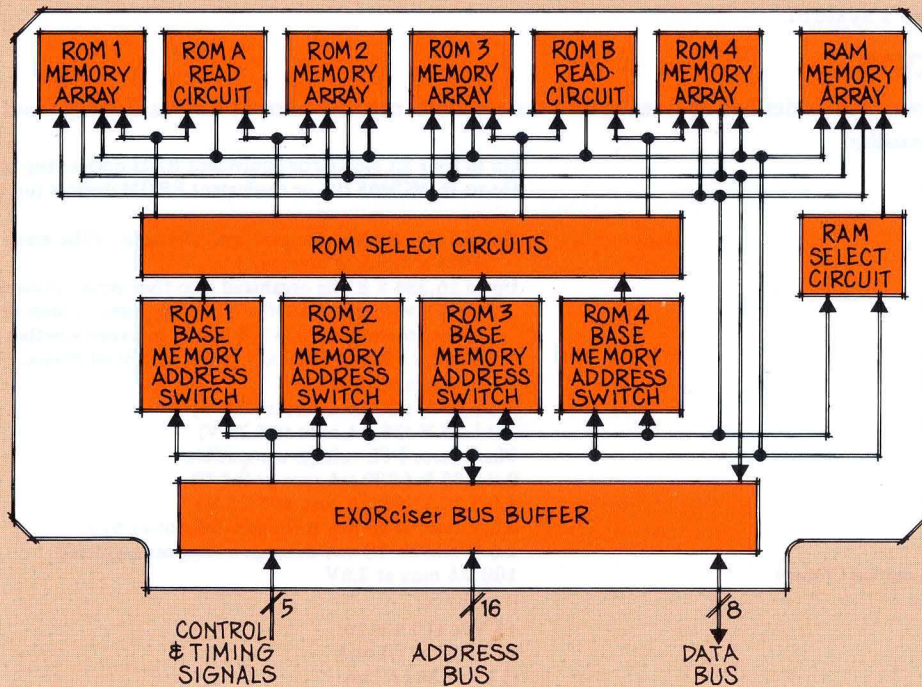 ROM 1
MEMORY
ARRAY
ROM A
READ
CIRCUIT
ROM 2
MEMORY
ARRAY
ROM 3
MEMORY
ARRAY
ROM B
READ
CIRCUIT
ROM 4
MEMORY
ARRAY
RAM
MEMORY
ARRAY
ROM SELECT CIRCUITS
RAM
SELECT
CIRCUIT
ROM 1
BASE
MEMORY
ADDRESS
SWITCH
ROM 2
BASE
MEMORY
ADDRESS
SWITCH
ROM 3
BASE
MEMORY
ADDRESS
SWITCH
ROM 4
BASE
MEMORY
ADDRESS
SWITCH
EXORciser BUS BUFFER
5
16
8
CONTROL
& TIMING
SIGNALS
ADDRESS
BUS
DATA
BUS